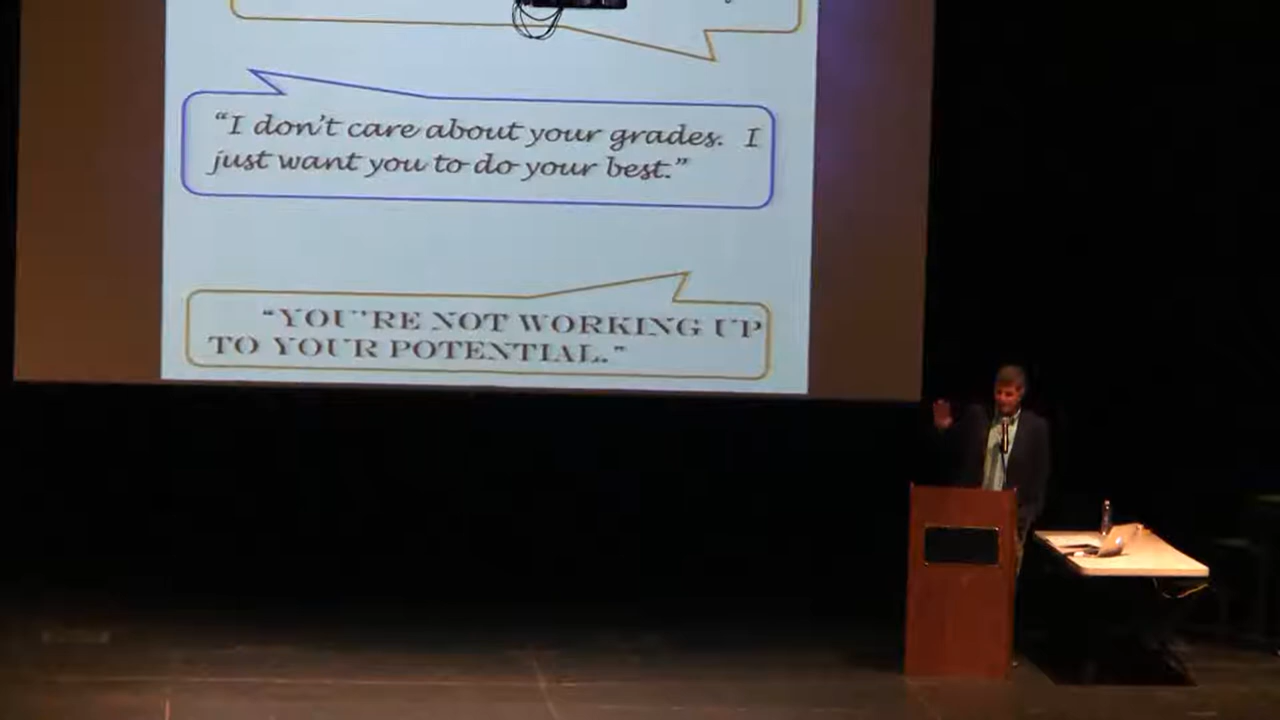 “I don't care about your grades.  I
just want you to do your best.”
“YOU'RE NOT WORKING UP
TO YOUR POTENTIAL.”